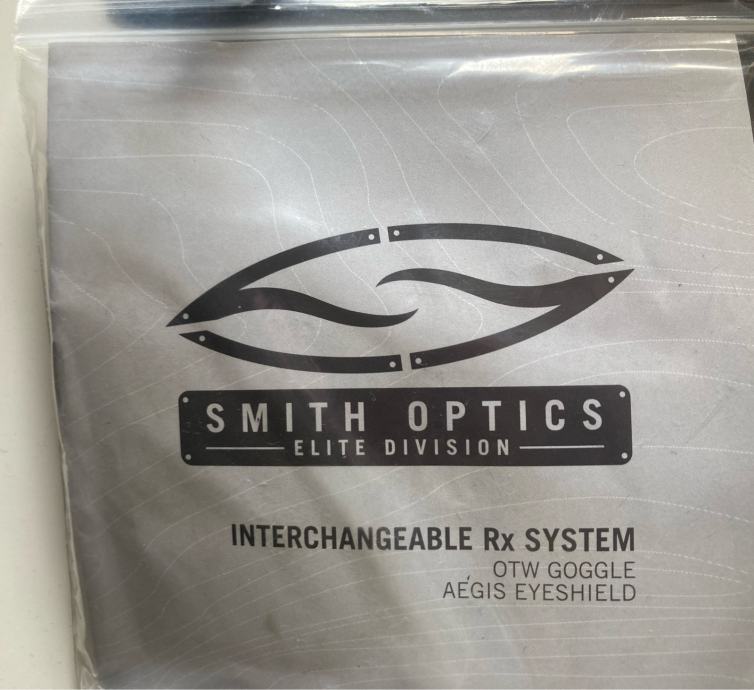 SMITH OPTICS
ELITE DIVISION
INTERCHANGEABLE Rx SYSTEM
OTW GOGGLE
AEGIS EYESHIELD